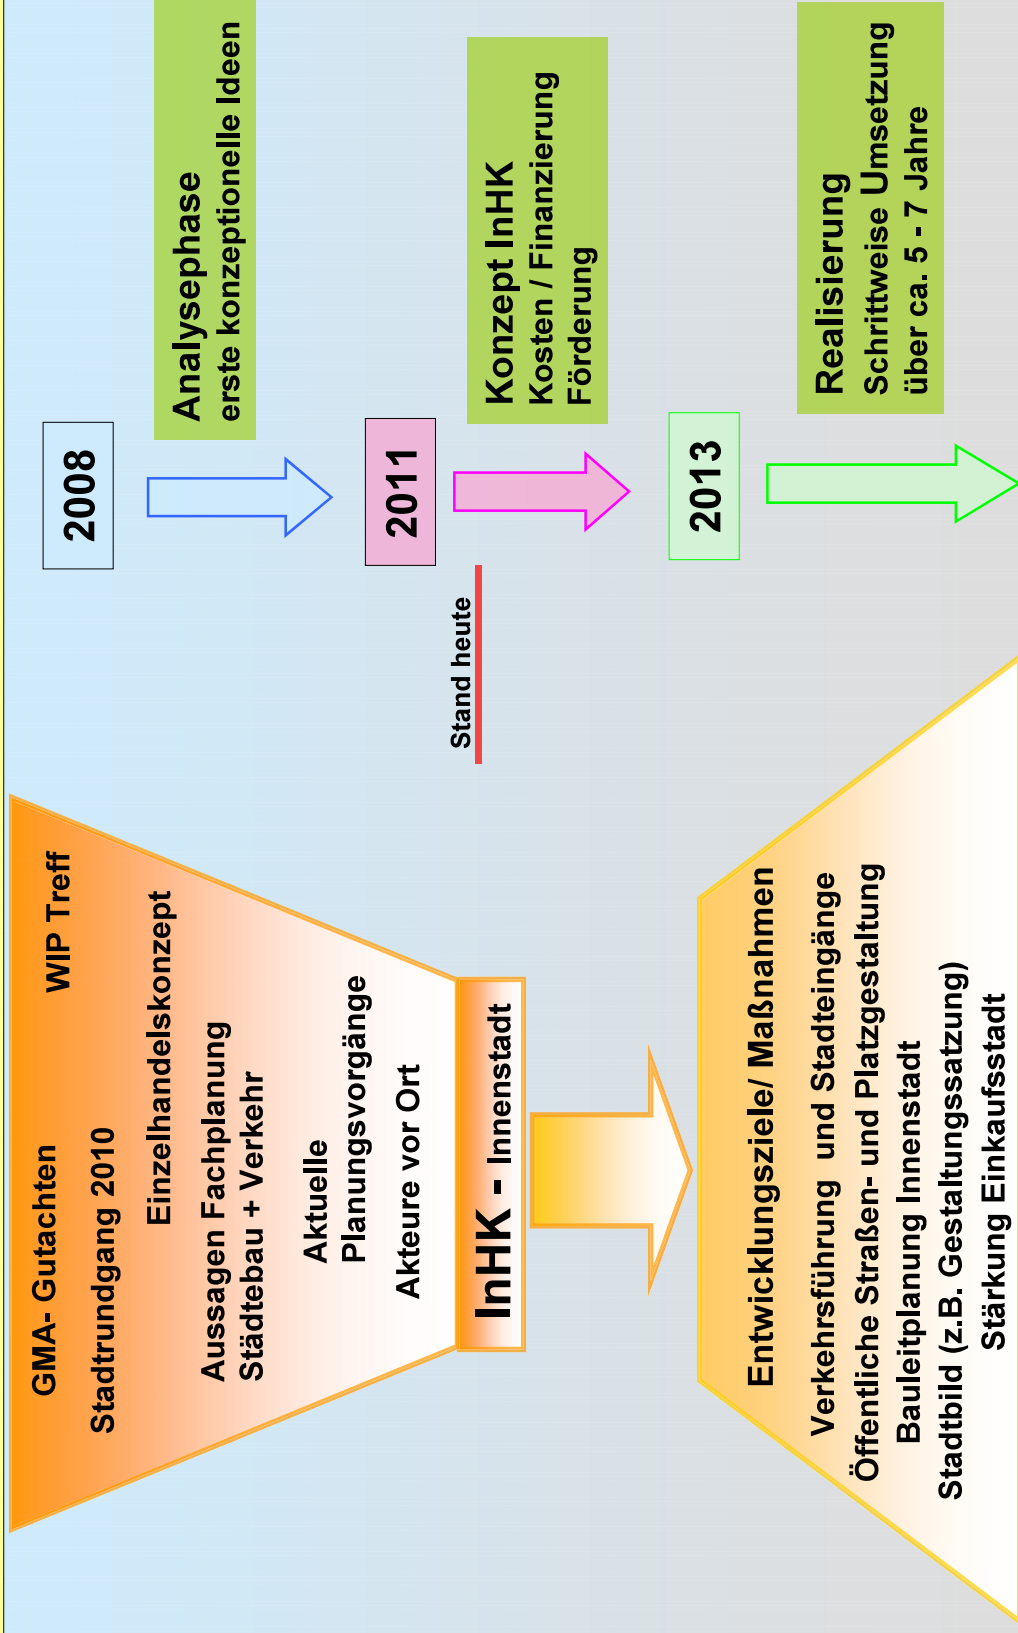 GMA- Gutachten
WIP Treff
Stadtrundgang 2010
Einzelhandelskonzept
Aussagen Fachplanung
Städtebau + Verkehr
Aktuelle
Planungsvorgänge
Akteure vor Ort
InHK - Innenstadt
Entwicklungsziele/ Maßnahmen
Verkehrsführung und Stadteingänge
Öffentliche Straßen- und Platzgestaltung
Bauleitplanung Innenstadt
Stadtbild (z.B. Gestaltungssatzung)
Stärkung Einkaufsstadt
2008
Analysephase
erste konzeptionelle Ideen
2011
Stand heute
Konzept InHK
Kosten / Finanzierung
Förderung
2013
Realisierung
Schrittweise Umsetzung
über ca. 5 - 7 Jahre